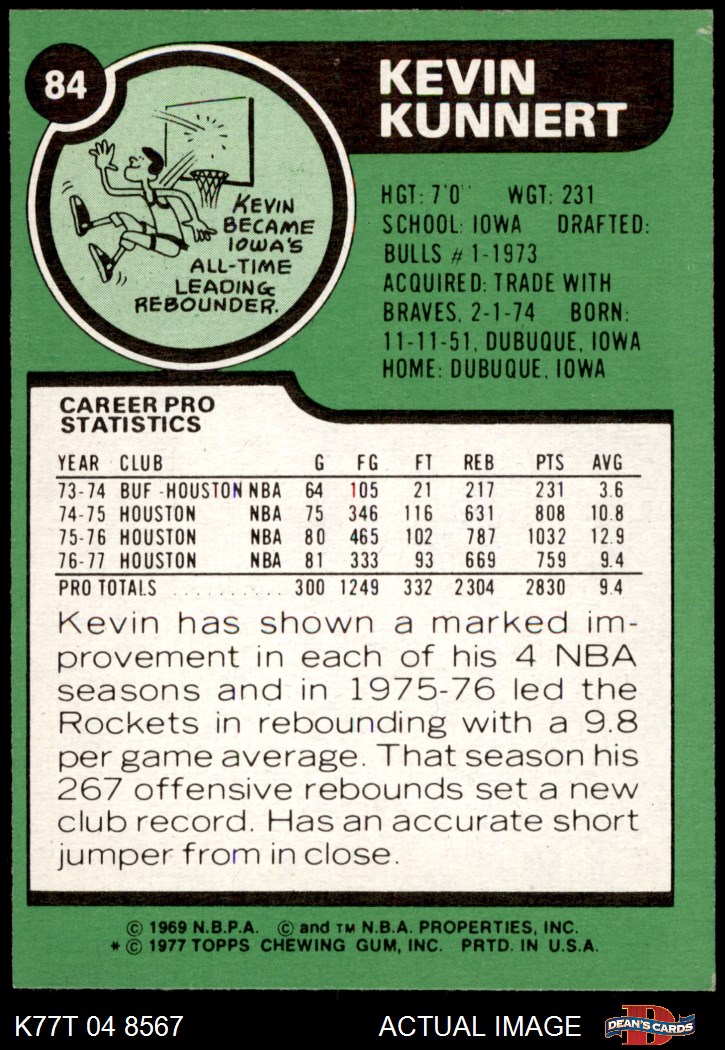 84
KEVIN
KUNNERT
KEVIN
BECAME
IOWA'S
ALL-TIME
LEADING
REBOUNDER.
HGT: 7'0" WGT: 231
SCHOOL: IOWA DRAFTED:
BULLS # 1-1973
ACQUIRED: TRADE WITH
BRAVES, 2-1-74 BORN:
11-11-51, DUBUQUE, IOWA
HOME: DUBUQUE, IOWA
CAREER PRO
STATISTICS
YEAR CLUB G FG FT REB PTS AVG
73-74 BUF-HOUSTON NBA 64 105 21 217 231 3.6
74-75 HOUSTON NBA 75 346 116 631 808 10.8
75-76 HOUSTON NBA 80 465 102 787 1032 12.9
76-77 HOUSTON NBA 81 333 93 669 759 9.4
PRO TOTALS .......... 300 1249 332 2304 2830 9.4
Kevin has shown a marked im-
provement in each of his 4 NBA
seasons and in 1975-76 led the
Rockets in rebounding with a 9.8
per game average. That season his
267 offensive rebounds set a new
club record. Has an accurate short
jumper from in close.
© 1969 N.B.P.A. © and TM N.B.A. PROPERTIES, INC.
* © 1977 TOPPS CHEWING GUM, INC. PRTD. IN U.S.A.
K77T 04 8567 ACTUAL IMAGE D DEAN'S CARDS